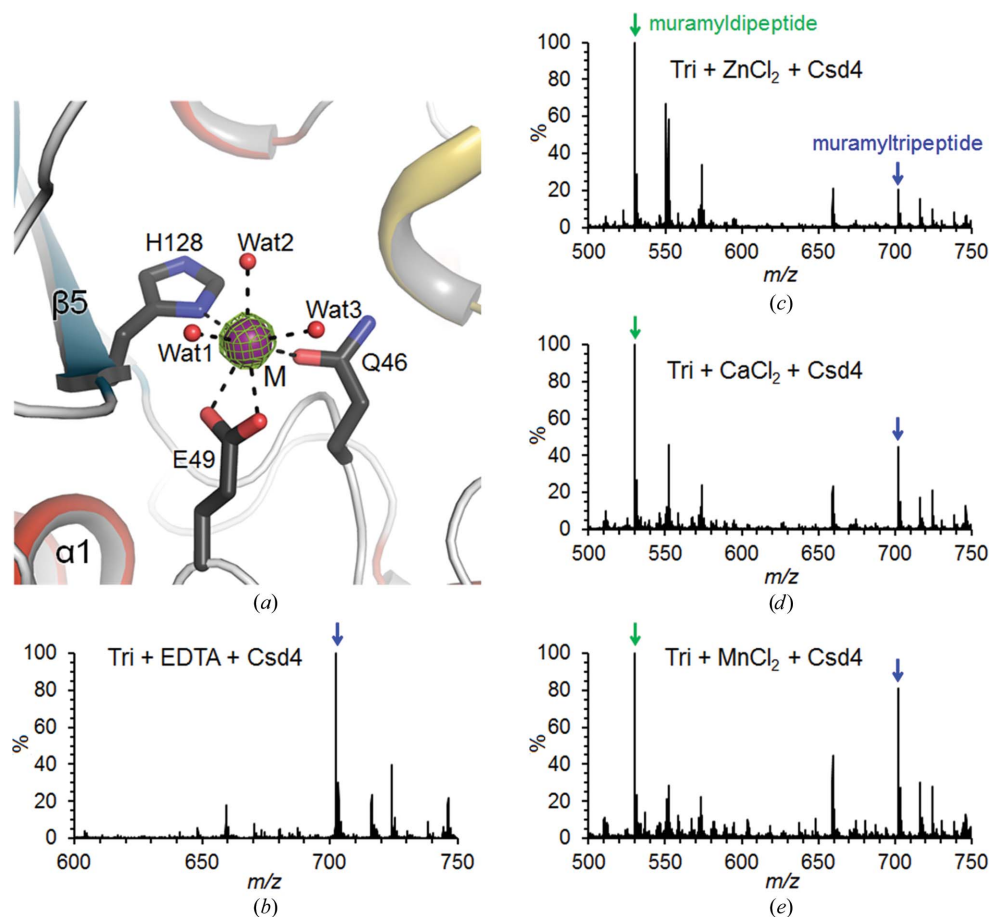 H128
Wat2
β5
Wat3
Wat1
M
Q46
E49
α1
(a)
Tri + EDTA + Csd4
100
80
60
40
20
0
%
600 650 700 750
m/z
(b)
muramyldipeptide
Tri + ZnCl2 + Csd4
muramyltripeptide
100
80
60
40
20
0
%
500 550 600 650 700 750
m/z
(c)
Tri + CaCl2 + Csd4
100
80
60
40
20
0
%
500 550 600 650 700 750
m/z
(d)
Tri + MnCl2 + Csd4
100
80
60
40
20
0
%
500 550 600 650 700 750
m/z
(e)